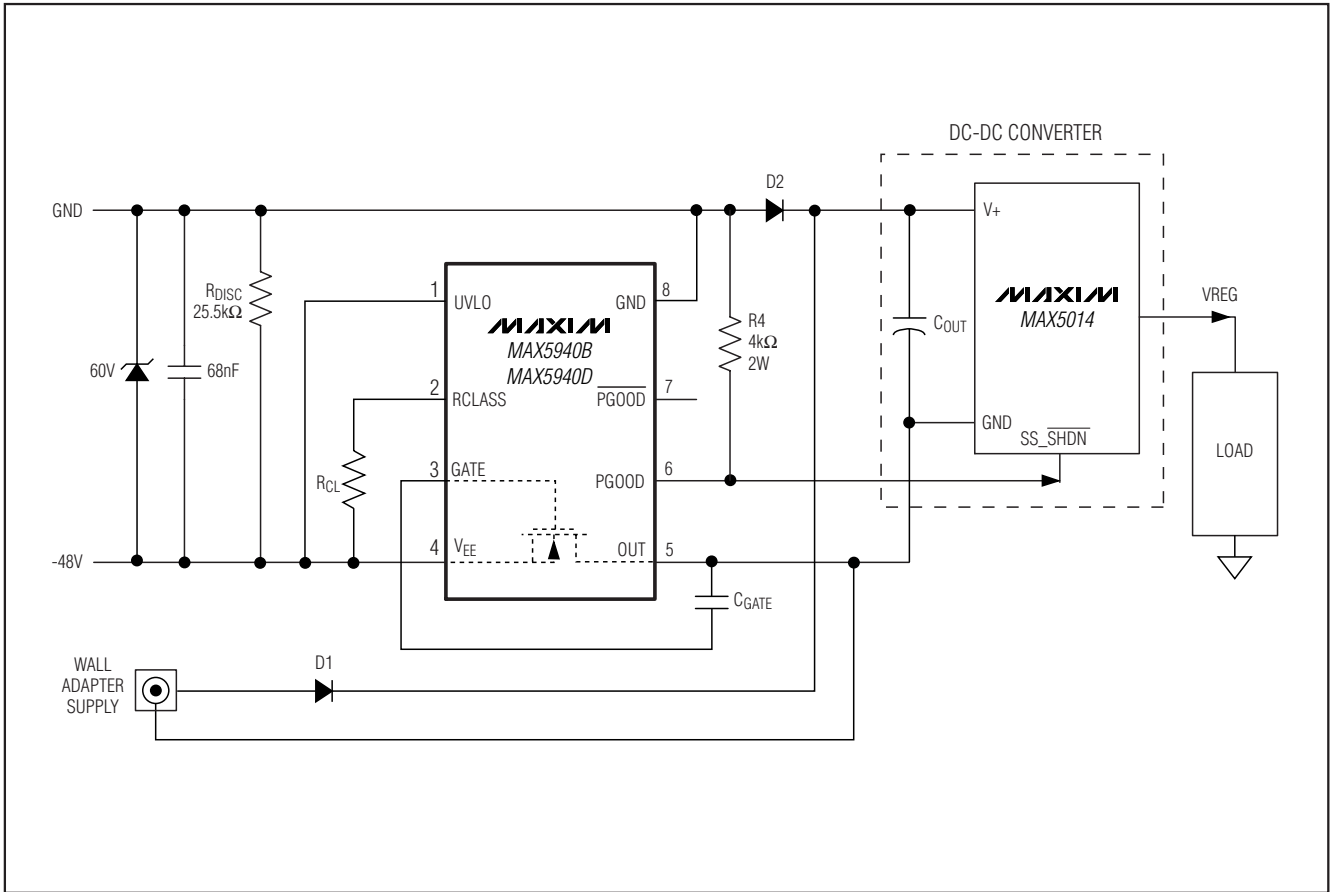 DC-DC CONVERTER
GND
D2
V+
RDISC
25.5kΩ
1
UVLO
GND
8
MAXIM
MAX5940B
MAX5940D
R4
4kΩ
2W
COUT
MAXIM
MAX5014
VREG
60V
68nF
2
RCLASS
PGOOD
7
GND
SS_SHDN
LOAD
RCL
3
GATE
PGOOD
6
-48V
4
VEE
OUT
5
CGATE
WALL
ADAPTER
SUPPLY
D1